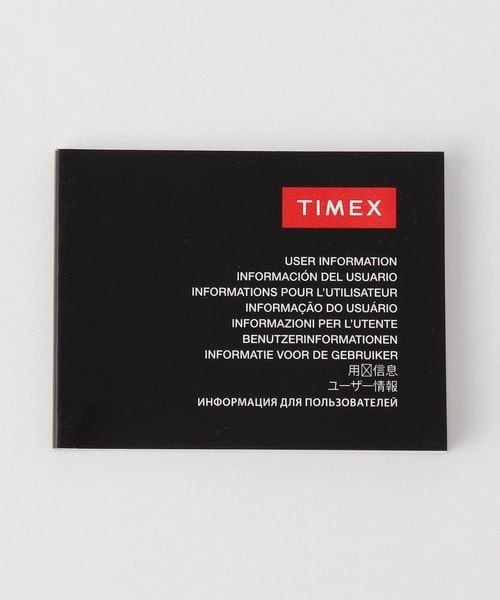 TIMEX
USER INFORMATION
INFORMACIÓN DEL USUARIO
INFORMATIONS POUR L'UTILISATEUR
INFORMAÇÃO DO USUÁRIO
INFORMAZIONI PER L'UTENTE
BENUTZERINFORMATIONEN
INFORMATIE VOOR DE GEBRUIKER
用☒信息
ユーザー情報
ИНФОРМАЦИЯ ДЛЯ ПОЛЬЗОВАТЕЛЕЙ